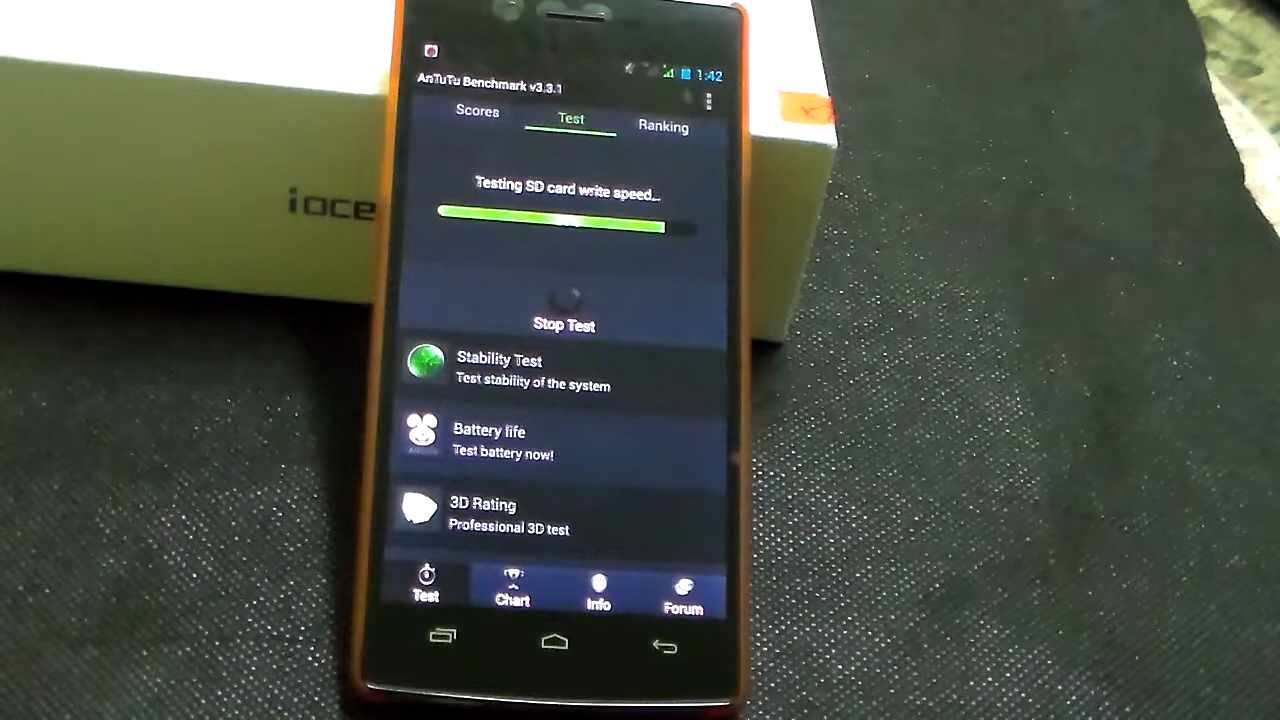 1:42
AnTuTu Benchmark v3.3.1
Scores Test Ranking
Testing SD card write speed...
ioce
Stop Test
Stability Test
Test stability of the system
Battery life
Test battery now!
3D Rating
Professional 3D test
Test Chart Info Forum